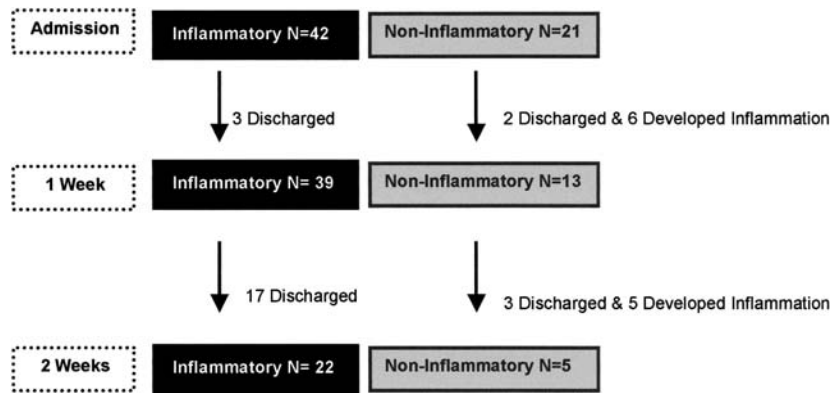 Admission
Inflammatory N=42
Non-Inflammatory N=21
3 Discharged
2 Discharged & 6 Developed Inflammation
1 Week
Inflammatory N= 39
Non-Inflammatory N=13
17 Discharged
3 Discharged & 5 Developed Inflammation
2 Weeks
Inflammatory N= 22
Non-Inflammatory N=5